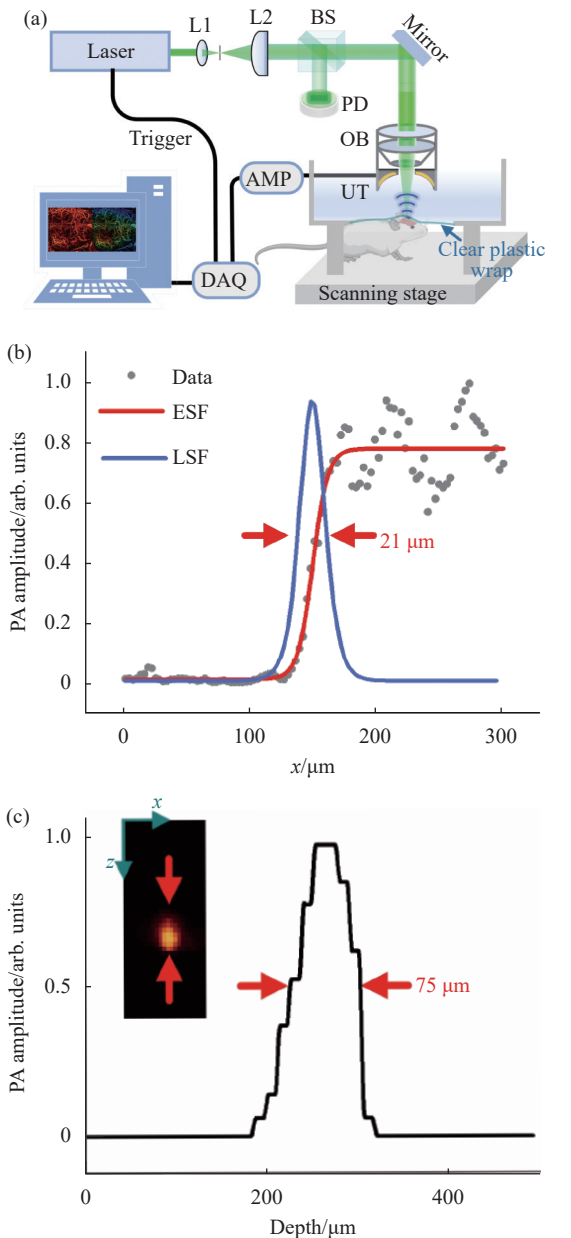 (a)
L1
L2
BS
Mirror
Laser
PD
Trigger
OB
AMP
UT
Clear plastic
wrap
DAQ
Scanning stage
(b)
1.0
0.8
0.6
0.4
0.2
0
PA amplitude/arb. units
Data
ESF
LSF
21 μm
0
100
200
300
x/μm
(c)
1.0
0.5
0
PA amplitude/arb. units
x
z
75 μm
0
200
400
Depth/μm